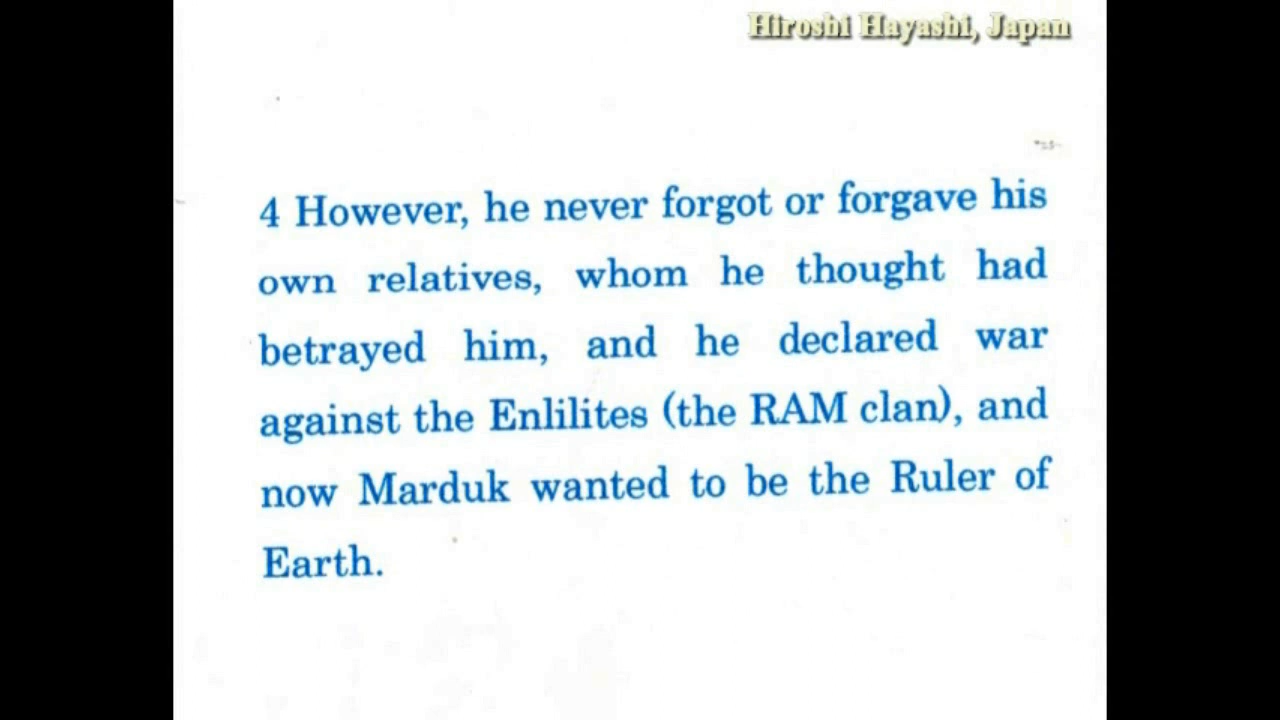 Hiroshi Hayashi, Japan
4 However, he never forgot or forgave his
own relatives, whom he thought had
betrayed him, and he declared war
against the Enlilites (the RAM clan), and
now Marduk wanted to be the Ruler of
Earth.